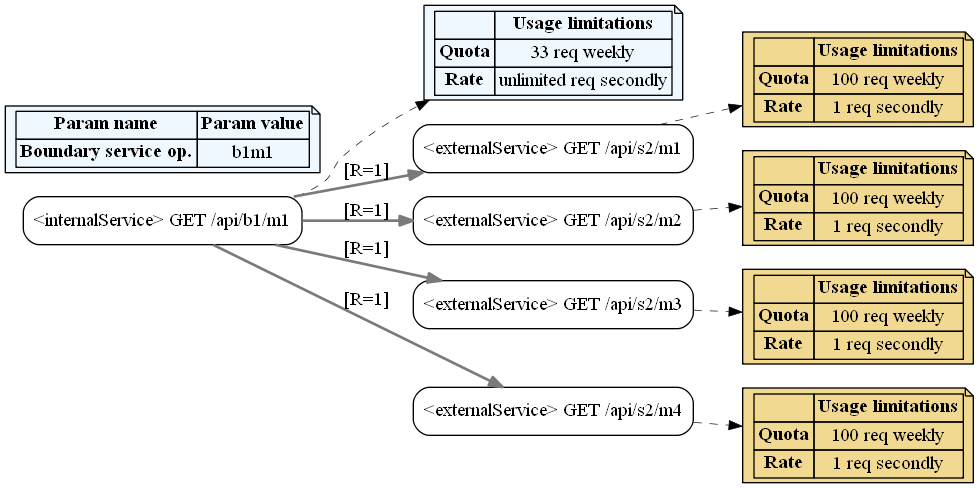 Usage limitations
Quota 33 req weekly
Rate unlimited req secondly
Usage limitations
Quota 100 req weekly
Rate 1 req secondly
Param name Param value
Boundary service op. b1m1
<externalService> GET /api/s2/m1
[R=1]
<internalService> GET /api/b1/m1
[R=1]
<externalService> GET /api/s2/m2
Usage limitations
Quota 100 req weekly
Rate 1 req secondly
[R=1]
<externalService> GET /api/s2/m3
Usage limitations
Quota 100 req weekly
Rate 1 req secondly
[R=1]
<externalService> GET /api/s2/m4
Usage limitations
Quota 100 req weekly
Rate 1 req secondly